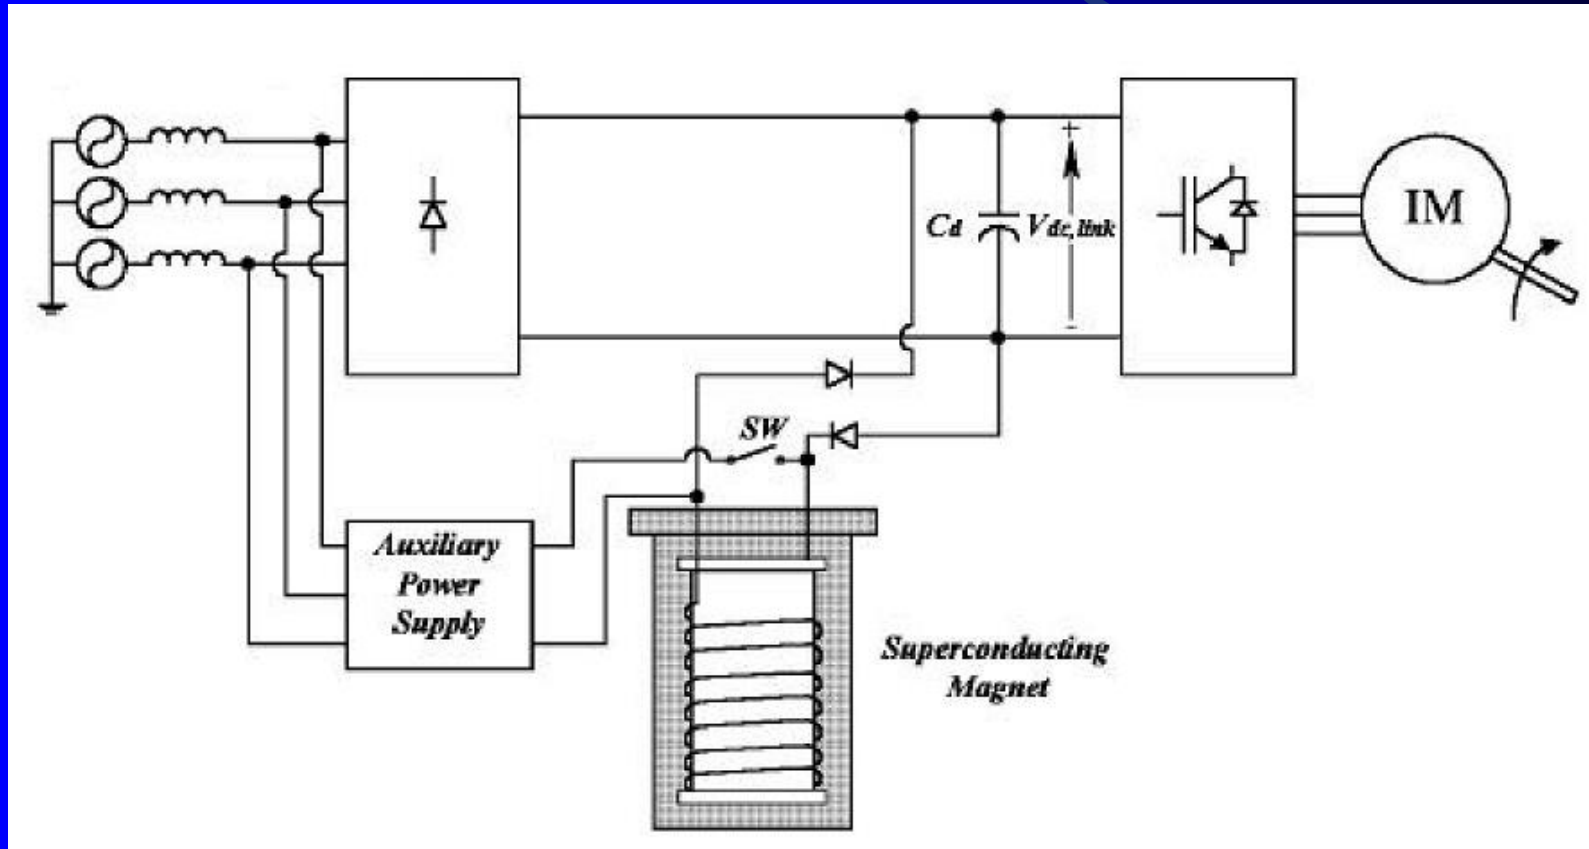 +
Cd
Vdc,link
-
IM
SW
Auxiliary
Power
Supply
Superconducting
Magnet